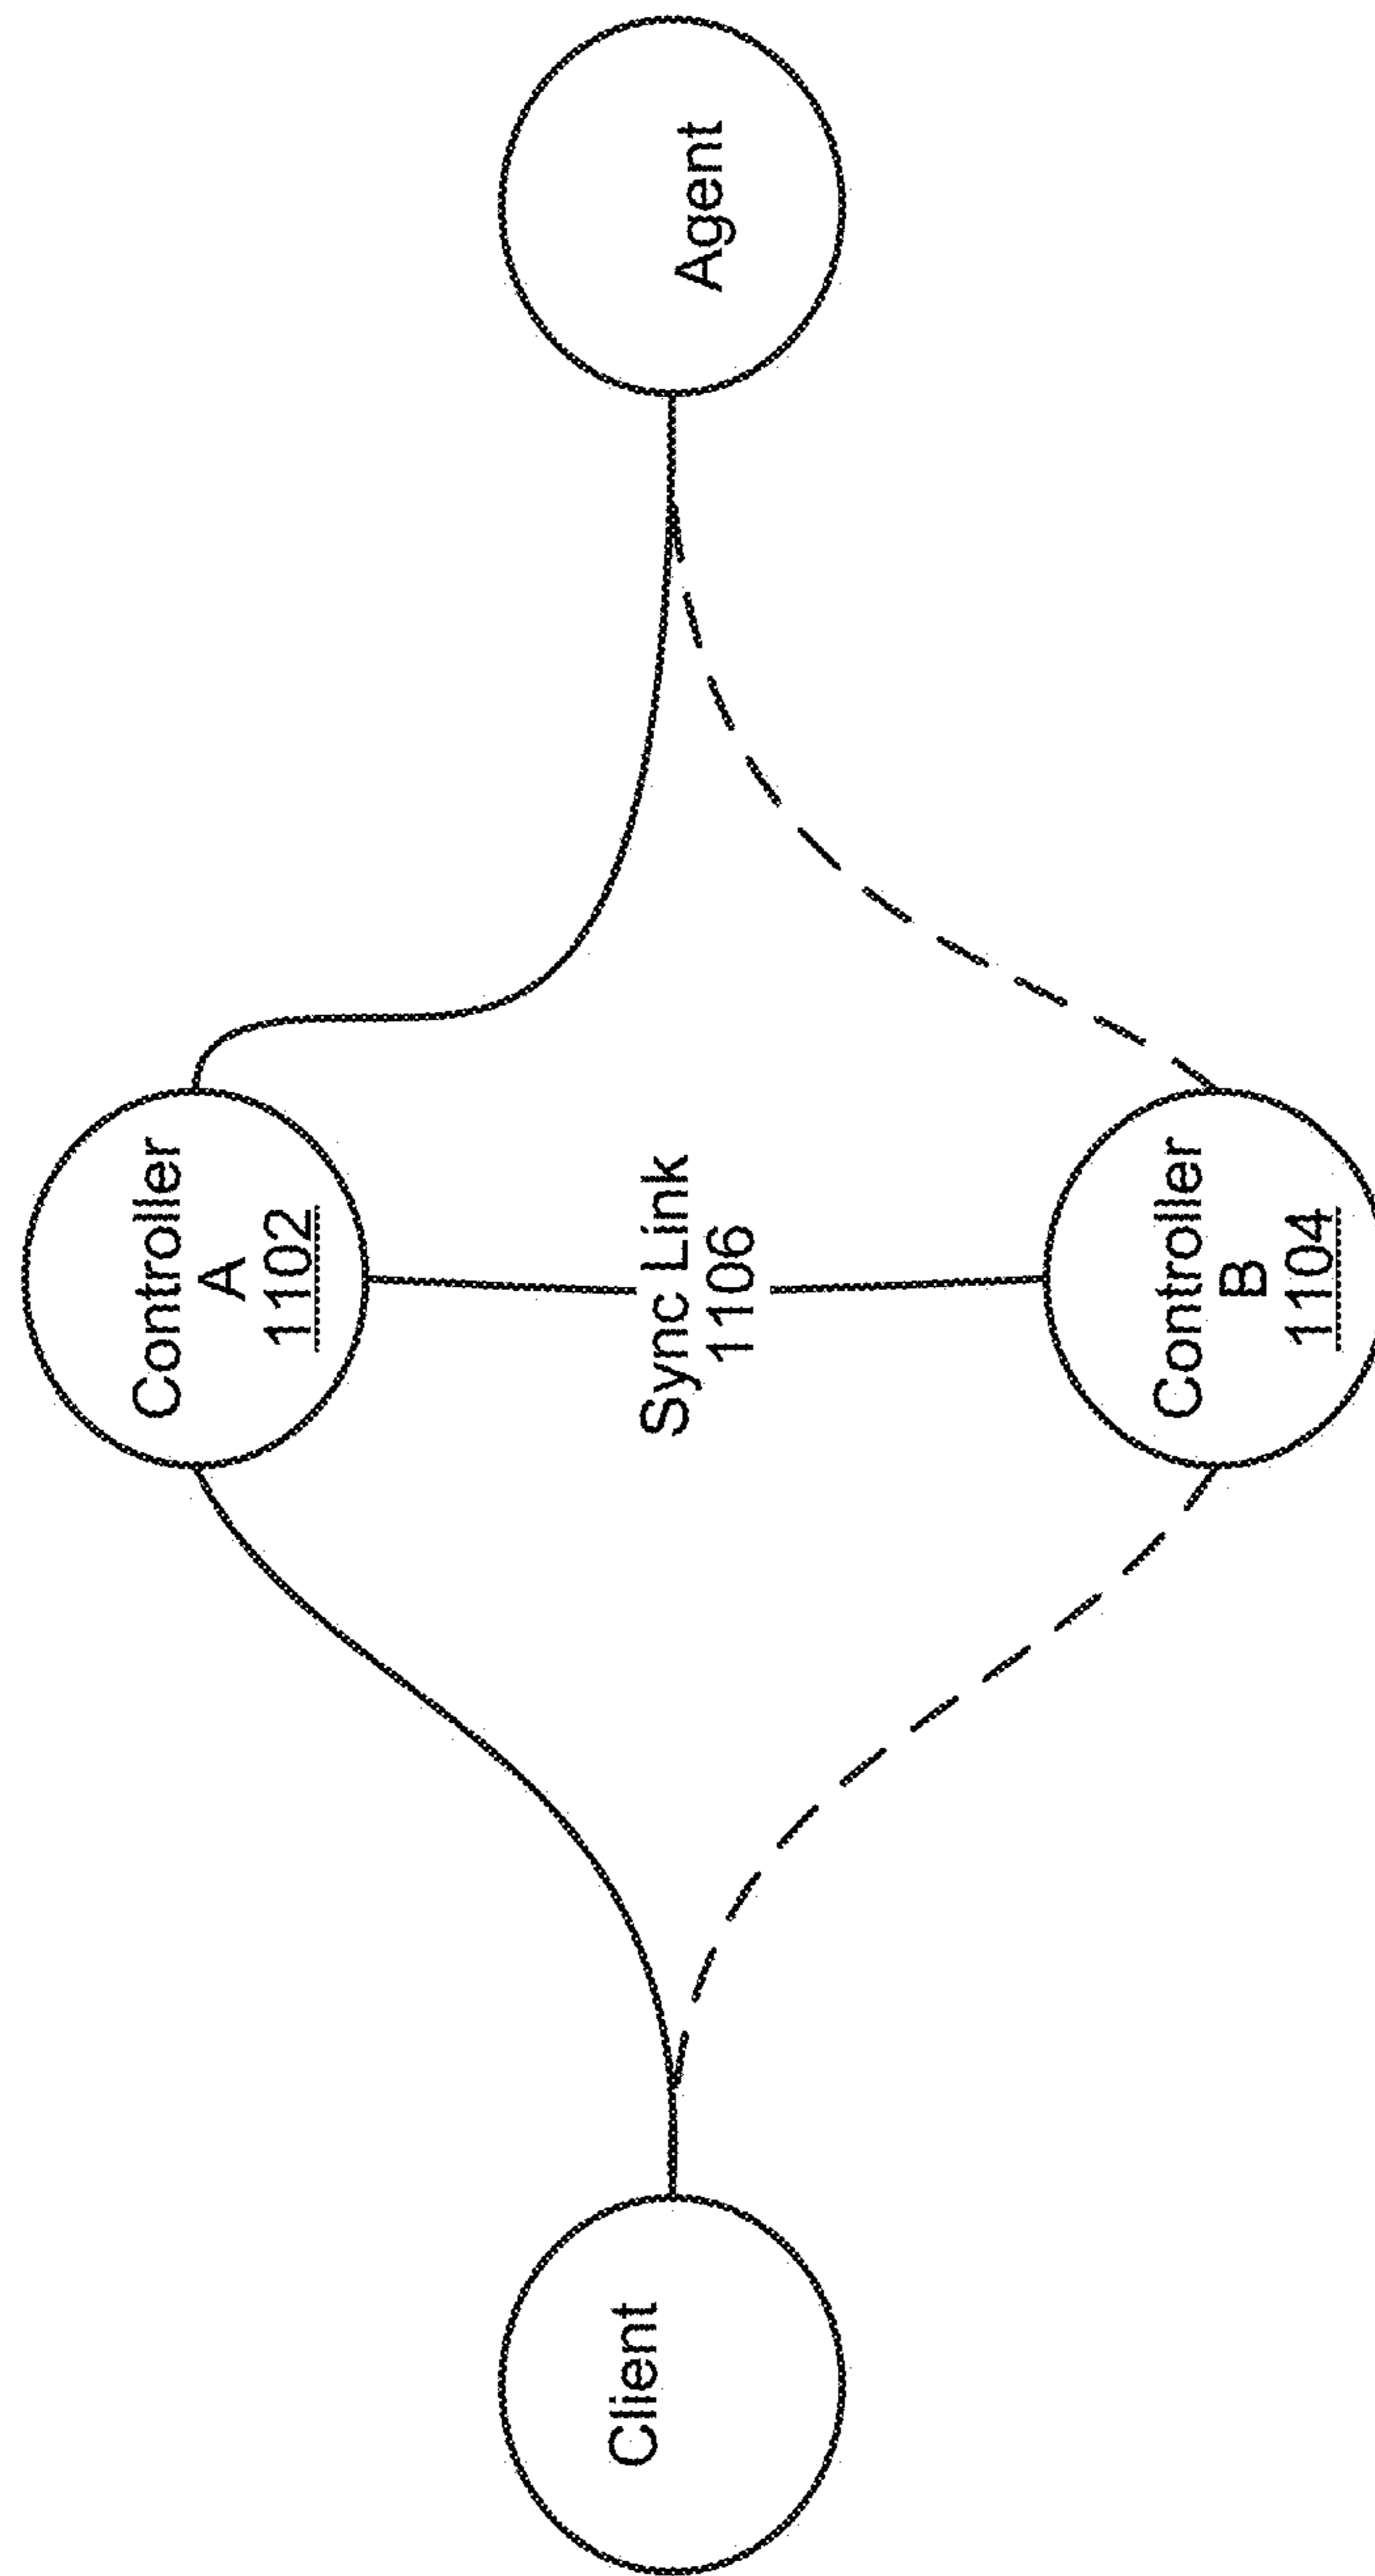 Controller
A
1102
Client
Sync Link
1106
Agent
Controller
B
1104